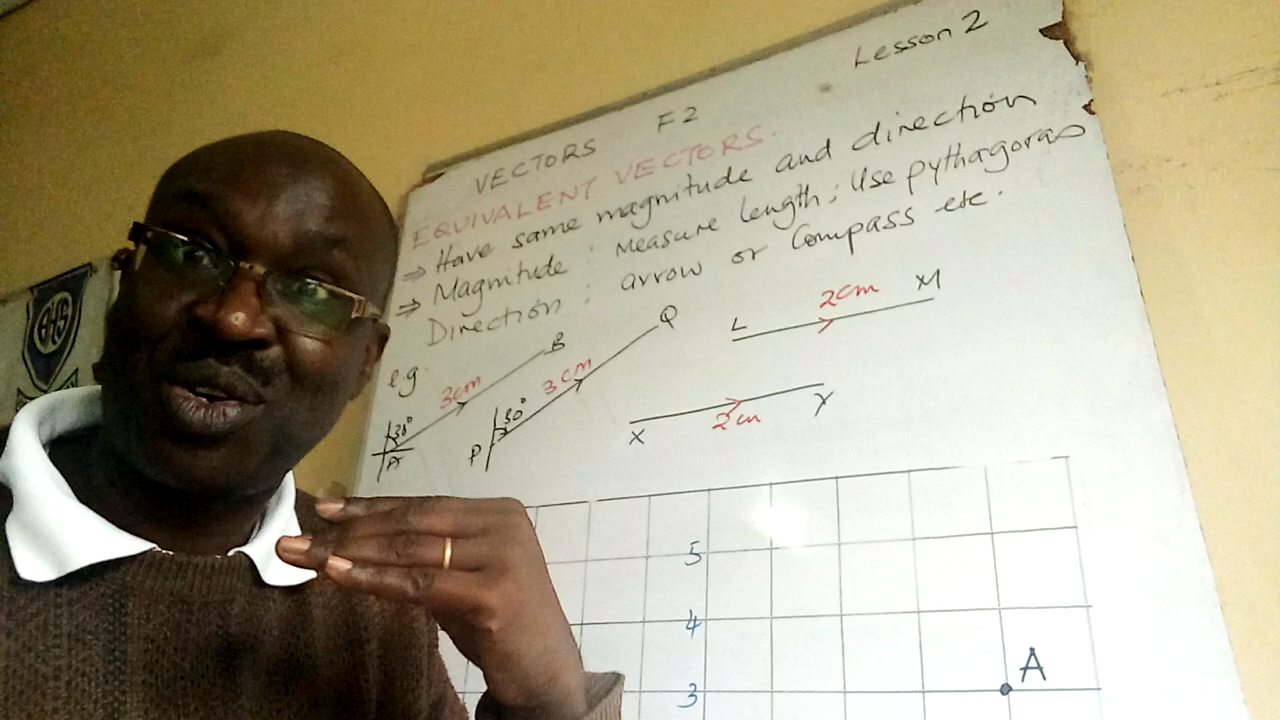 Lesson 2
VECTORS F2
EQUIVALENT VECTORS.
⇒ Have same magnitude and direction
⇒ Magnitude : Measure length; Use pythagoras
Direction : arrow or Compass etc.
e.g.
B
3cm
30°
A
Q
3cm
30°
P
L
2cm
M
X
2cm
Y
5
4
3
A